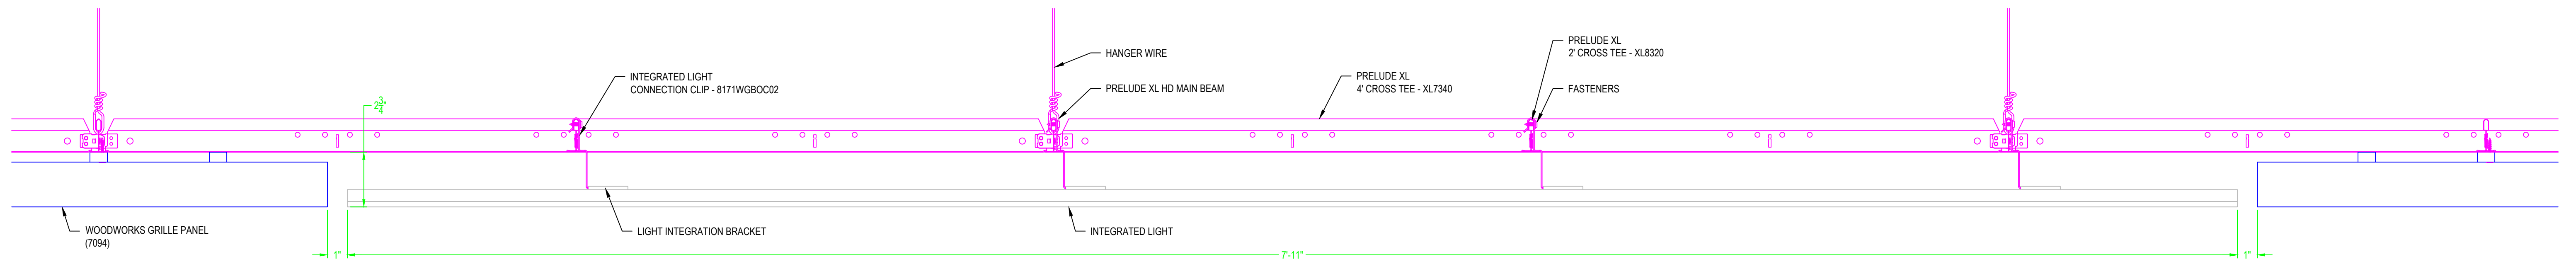 PRELUDE XL
2' CROSS TEE - XL8320
HANGER WIRE
INTEGRATED LIGHT
CONNECTION CLIP - 8171WGBOC02
PRELUDE XL
4' CROSS TEE - XL7340
PRELUDE XL HD MAIN BEAM
FASTENERS
2 3/4"
WOODWORKS GRILLE PANEL
(7094)
LIGHT INTEGRATION BRACKET
INTEGRATED LIGHT
1"
7'-11"
1"